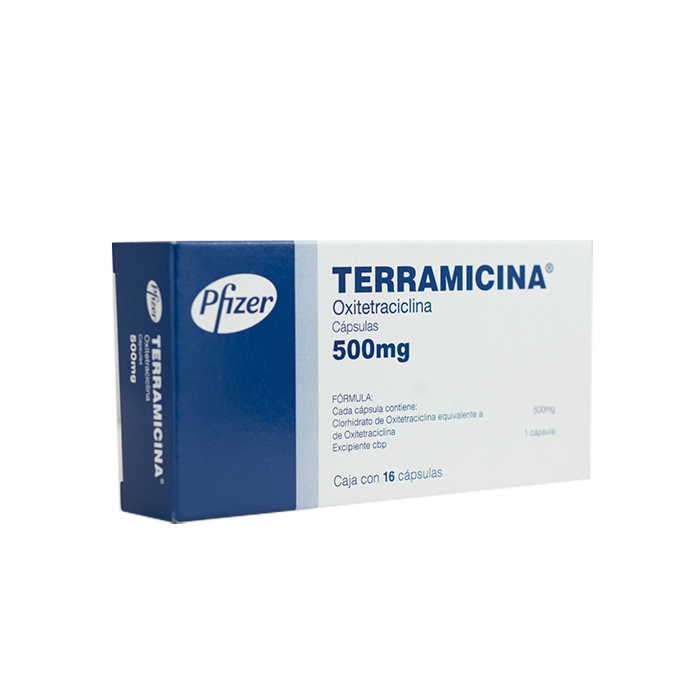 Pfizer
TERRAMICINA®
Oxitetraciclina
Cápsulas
500mg
FÓRMULA:
Cada cápsula contiene:
Clorhidrato de Oxitetraciclina equivalente a 500mg
de Oxitetraciclina
Excipiente cbp 1 cápsula
Caja con 16 cápsulas
Pfizer
TERRAMICINA®
Oxitetraciclina
Cápsulas
500mg